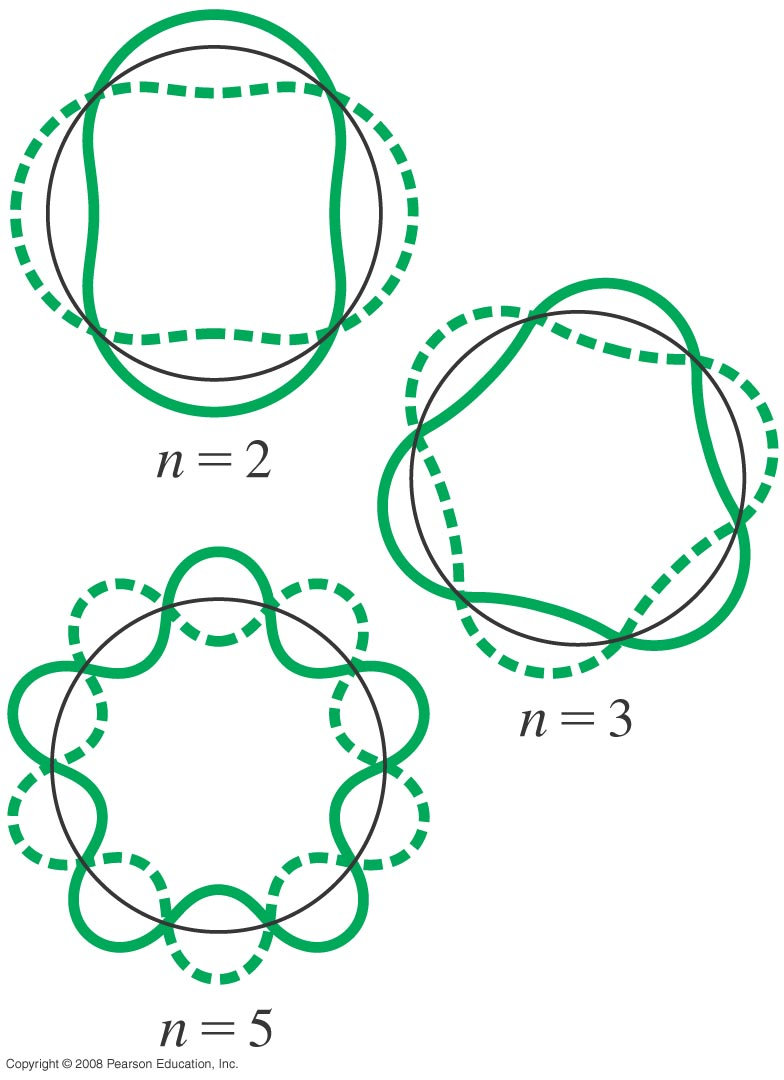 n = 2
n = 3
n = 5
Copyright © 2008 Pearson Education, Inc.